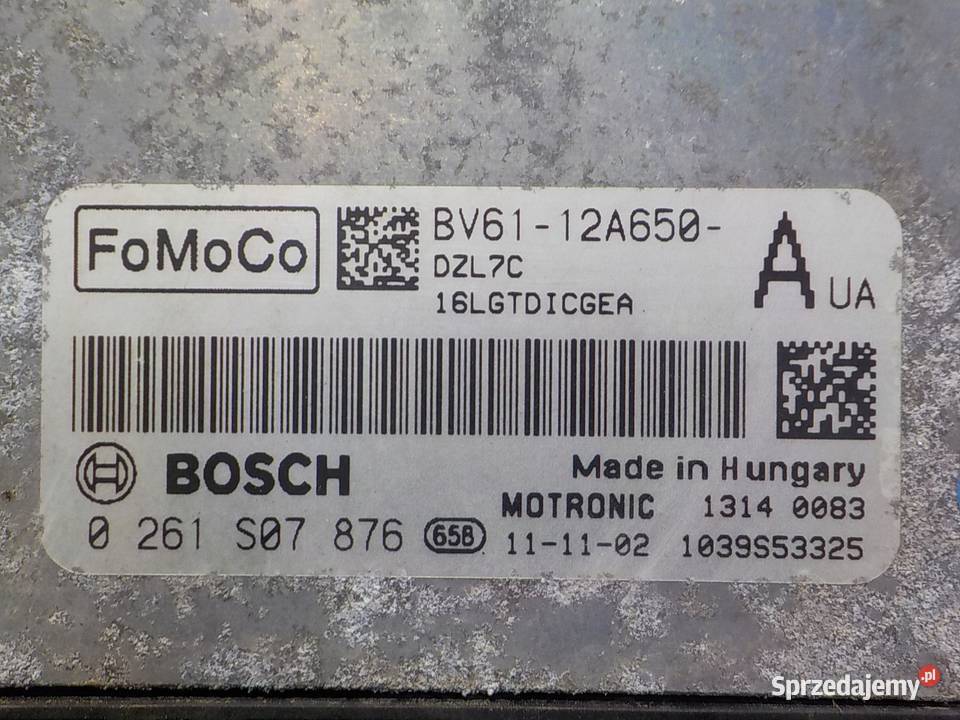 FoMoCo
BV61-12A650-
A UA
DZL7C
16LGTDICGEA
BOSCH
Made in Hungary
MOTRONIC 1314 0083
0 261 S07 876 65B 11-11-02 1039S53325
Sprzedajemy.pl